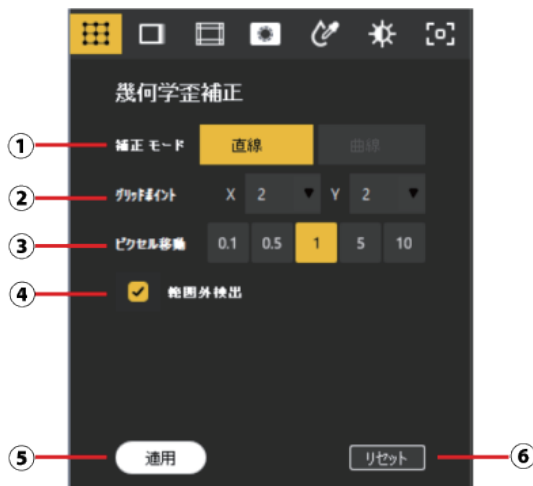 幾何学歪補正
① 補正 モード 直線 曲線
② グリッドポイント X 2 Y 2
③ ピクセル移動 0.1 0.5 1 5 10
④ 範囲外検出
⑤ 適用 リセット ⑥